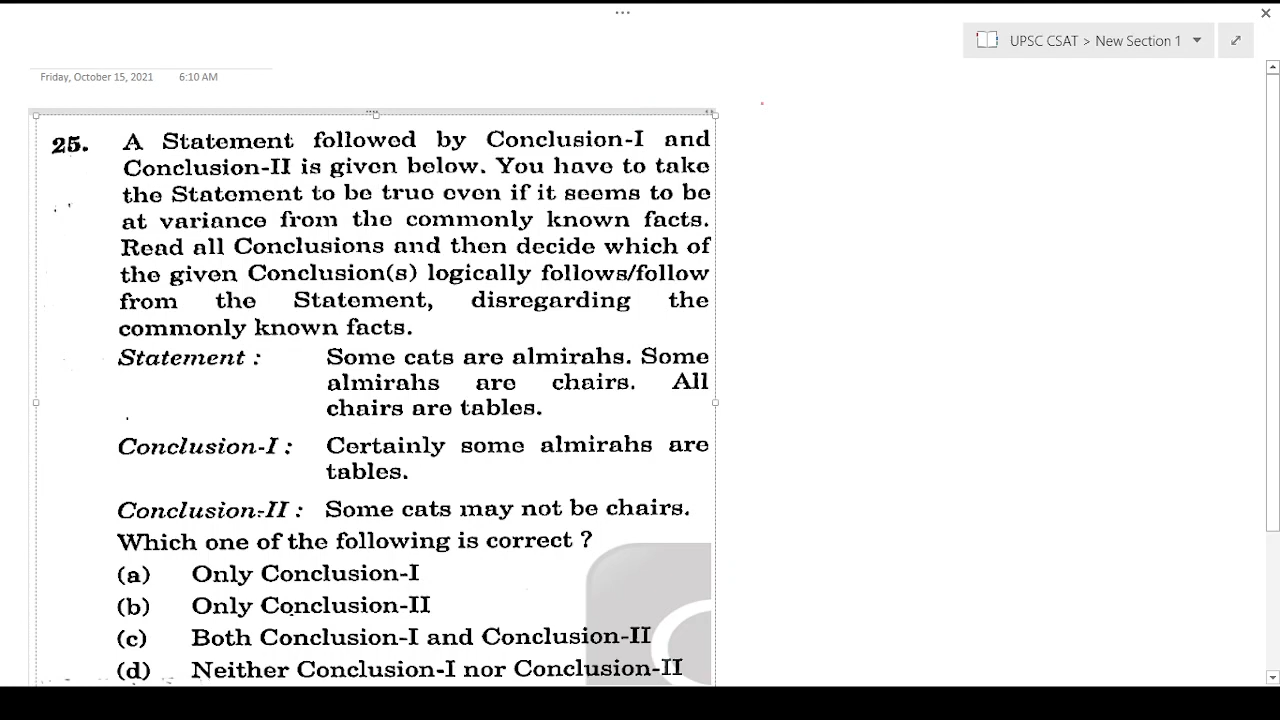 UPSC CSAT > New Section 1
Friday, October 15, 2021 6:10 AM
25. A Statement followed by Conclusion-I and
Conclusion-II is given below. You have to take
the Statement to be true even if it seems to be
at variance from the commonly known facts.
Read all Conclusions and then decide which of
the given Conclusion(s) logically follows/follow
from the Statement, disregarding the
commonly known facts.
Statement : Some cats are almirahs. Some
almirahs are chairs. All
chairs are tables.
Conclusion-I : Certainly some almirahs are
tables.
Conclusion-II : Some cats may not be chairs.
Which one of the following is correct ?
(a) Only Conclusion-I
(b) Only Conclusion-II
(c) Both Conclusion-I and Conclusion-II
(d) Neither Conclusion-I nor Conclusion-II